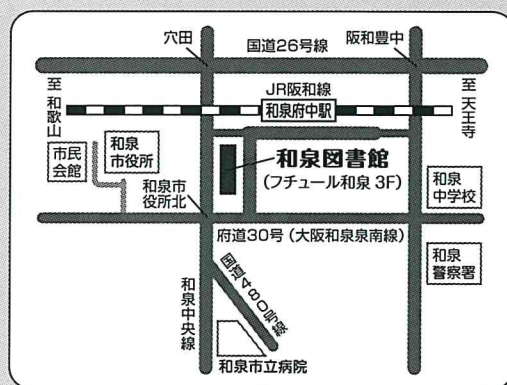 穴田
国道26号線
阪和豊中
至和歌山
JR阪和線
和泉府中駅
至天王寺
市民会館
和泉市役所
和泉図書館
(フチュール和泉 3F)
和泉中学校
和泉市役所北
府道30号(大阪和泉泉南線)
和泉警察署
和泉中央線
国道480号線
和泉市立病院